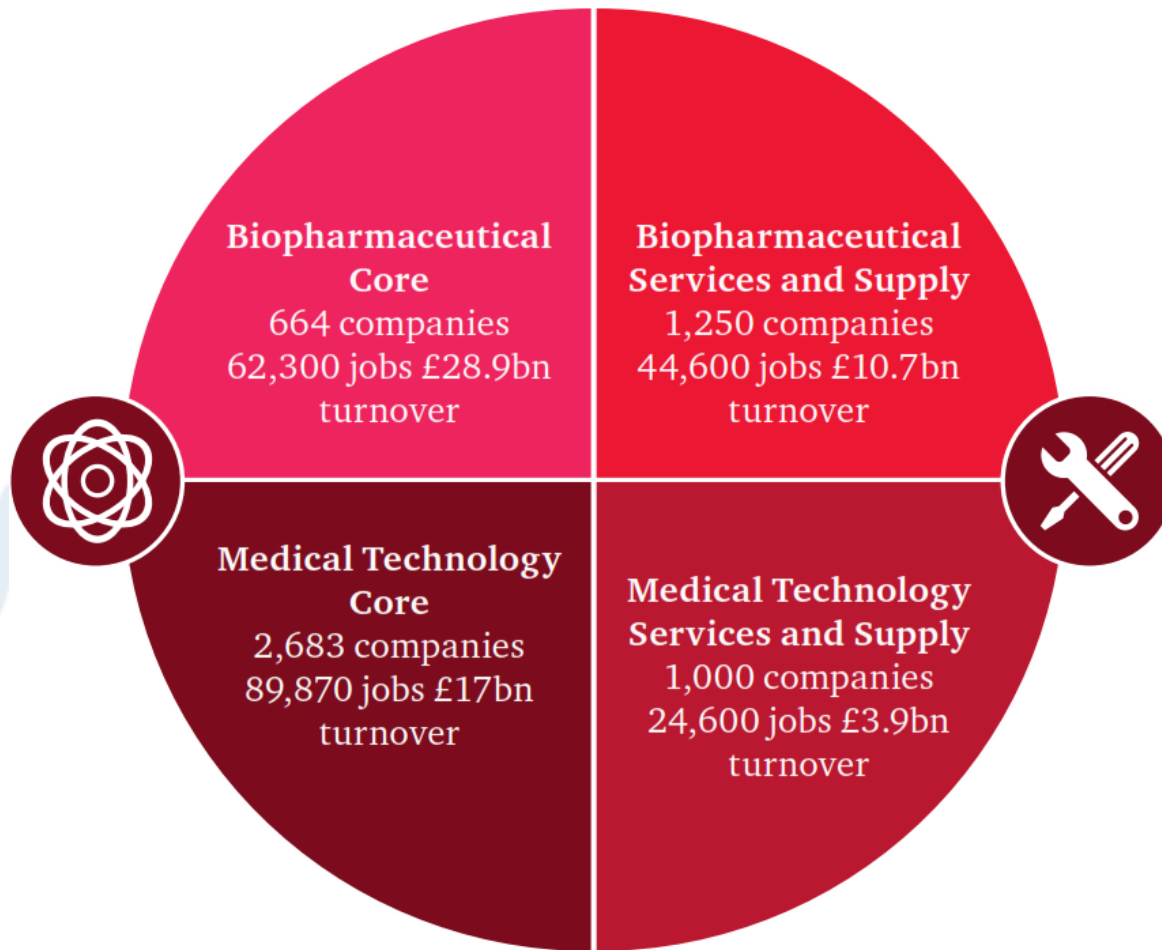 Biopharmaceutical
Core
664 companies
62,300 jobs £28.9bn
turnover
Biopharmaceutical
Services and Supply
1,250 companies
44,600 jobs £10.7bn
turnover
Medical Technology
Core
2,683 companies
89,870 jobs £17bn
turnover
Medical Technology
Services and Supply
1,000 companies
24,600 jobs £3.9bn
turnover